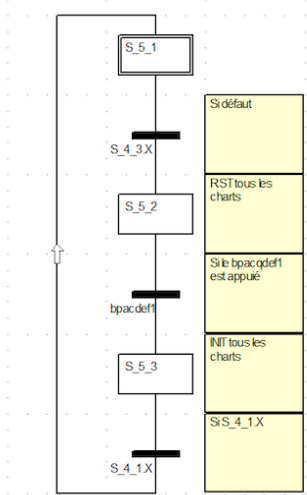 S_5_1
Si défaut
S_4_3.X
RST tous les
charts
S_5_2
Si le bpacqdef1
est appuié
bpacdef1
INIT tous les
charts
S_5_3
Si S_4_1.X
S_4_1.X